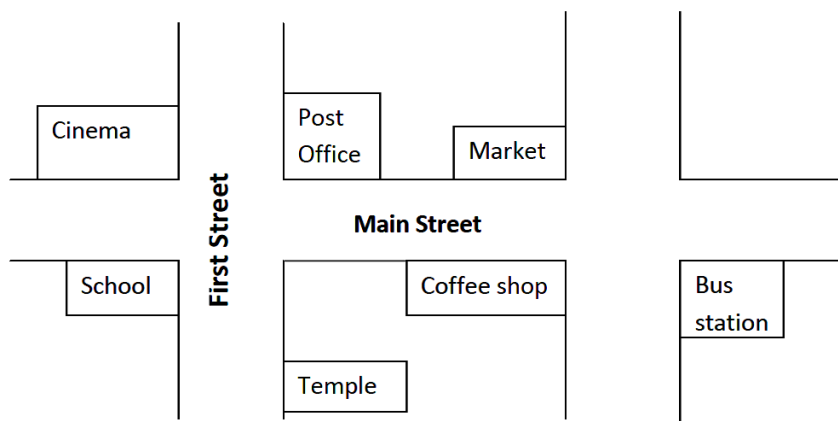 Cinema
Post
Office
Market
First Street
Main Street
School
Coffee shop
Bus
station
Temple